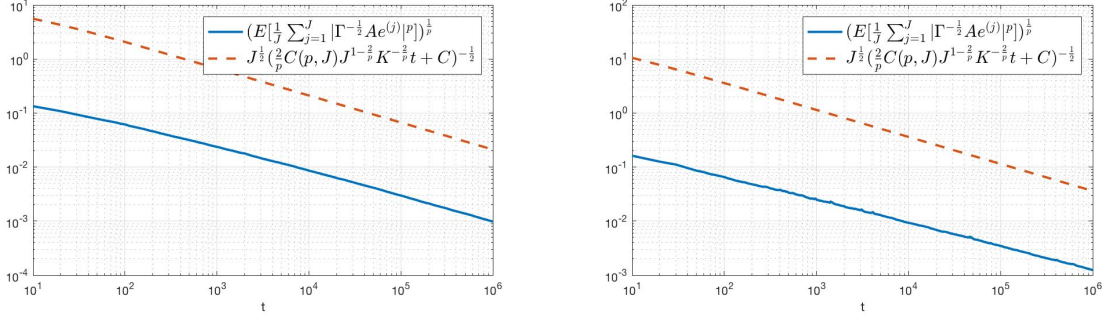 10^1
10^0
10^{-1}
10^{-2}
10^{-3}
10^{-4}
10^1 10^2 10^3 10^4 10^5 10^6
t
(E[\frac{1}{J} \sum_{j=1}^{J} |\Gamma^{-\frac{1}{2}} Ae^{(j)}|^p])^{\frac{1}{p}}
J^{\frac{1}{2}}(\frac{2}{p}C(p, J)J^{1-\frac{2}{p}}K^{-\frac{2}{p}}t + C)^{-\frac{1}{2}}
10^2
10^1
10^0
10^{-1}
10^{-2}
10^{-3}
10^1 10^2 10^3 10^4 10^5 10^6
t
(E[\frac{1}{J} \sum_{j=1}^{J} |\Gamma^{-\frac{1}{2}} Ae^{(j)}|^p])^{\frac{1}{p}}
J^{\frac{1}{2}}(\frac{2}{p}C(p, J)J^{1-\frac{2}{p}}K^{-\frac{2}{p}}t + C)^{-\frac{1}{2}}